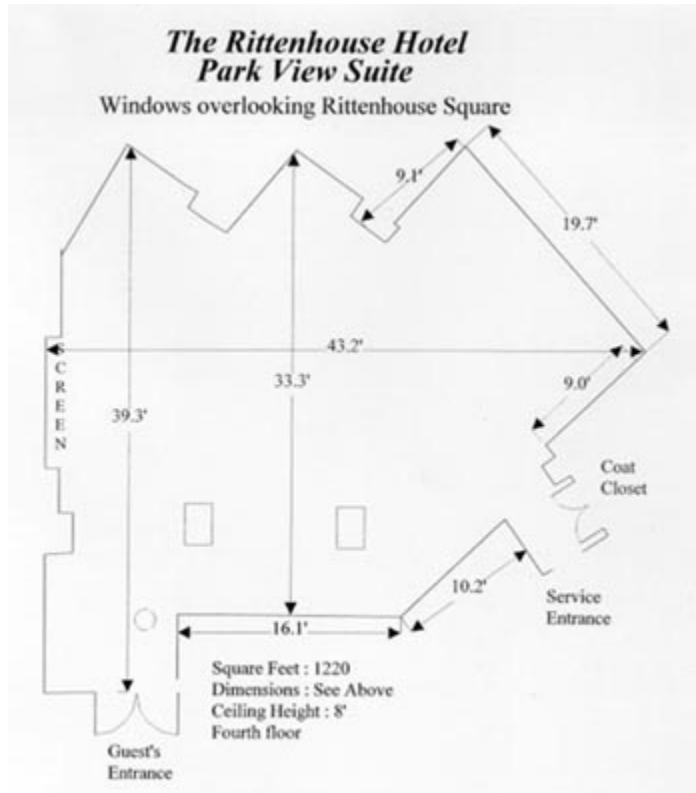 The Rittenhouse Hotel
Park View Suite
Windows overlooking Rittenhouse Square
9.1'
19.7'
43.2'
SCREEN
33.3'
9.0'
39.3'
Coat
Closet
10.2'
Service
Entrance
16.1'
Square Feet : 1220
Dimensions : See Above
Ceiling Height : 8'
Fourth floor
Guest's
Entrance